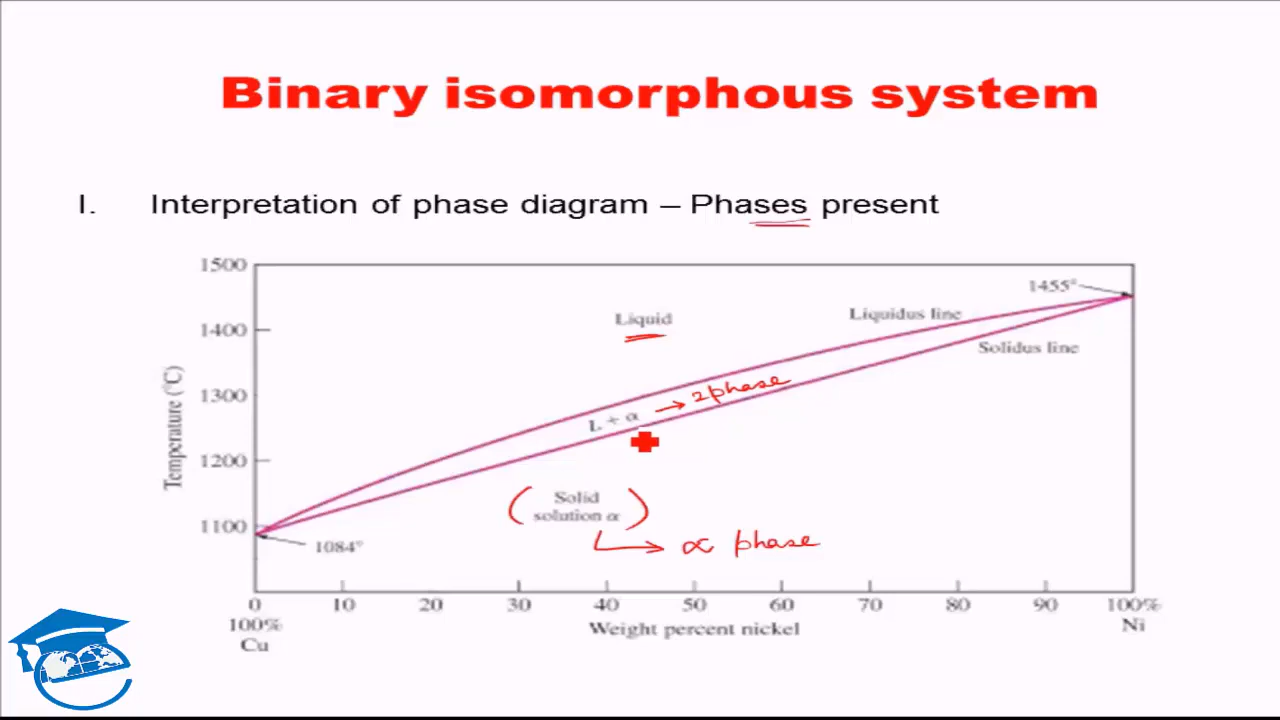 Binary isomorphous system
I. Interpretation of phase diagram – Phases present
1500
1400
1300
1200
1100
Temperature (°C)
1455°
Liquid
Liquidus line
Solidus line
L + α → 2 phase
Solid
solution α
→ α phase
1084°
0 10 20 30 40 50 60 70 80 90 100%
100% Weight percent nickel Ni
Cu